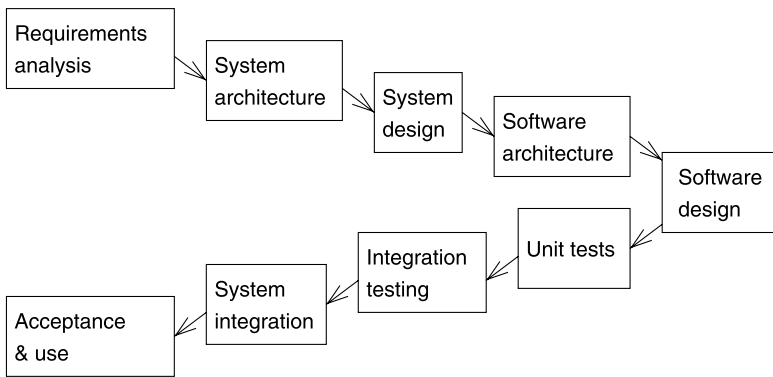 Requirements
analysis
System
architecture
System
design
Software
architecture
Software
design
Unit tests
Integration
testing
System
integration
Acceptance
& use